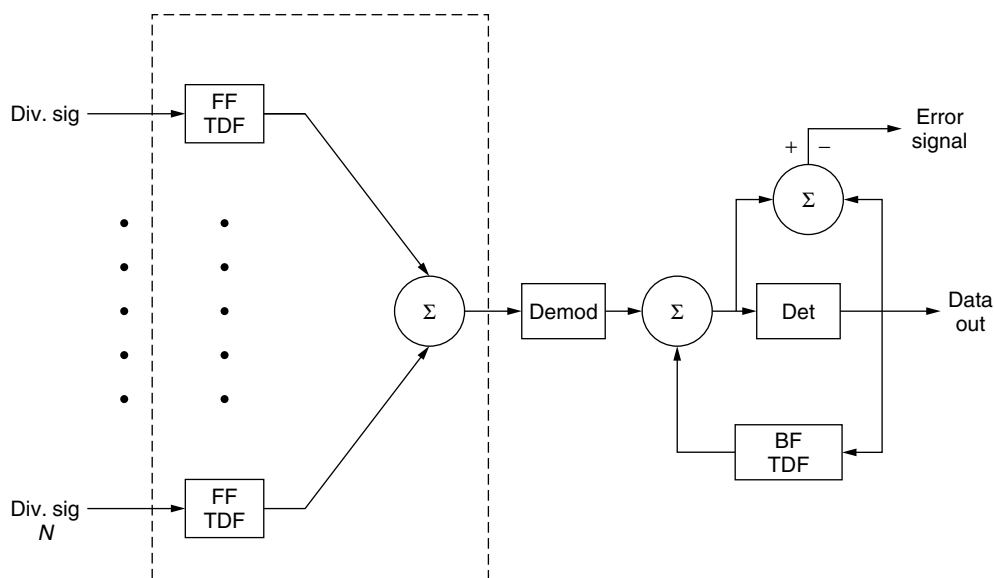 Div. sig
FF
TDF
Σ
Demod
Σ
Det
Σ
+ −
Error
signal
Data
out
BF
TDF
Div. sig
N
FF
TDF